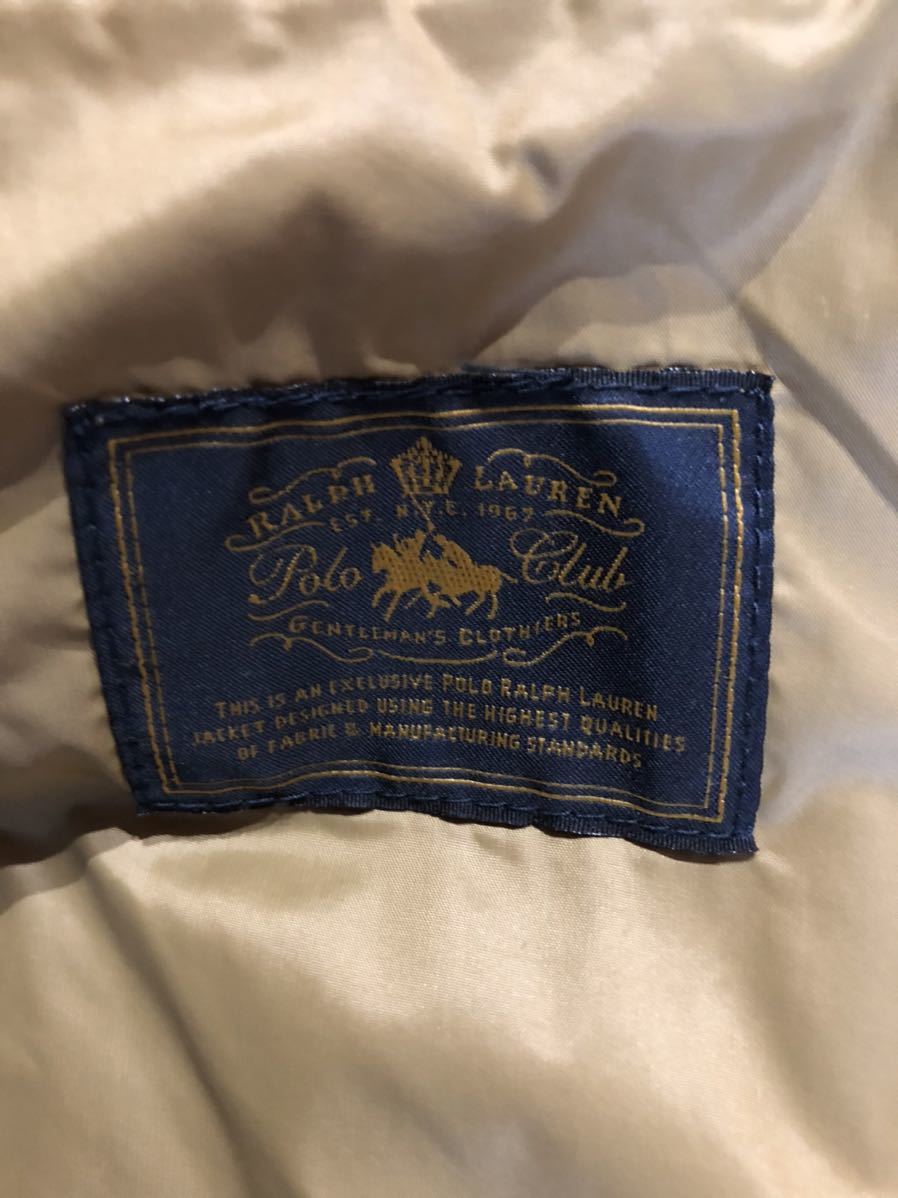 RALPH LAUREN
EST. N.Y.C. 1967
Polo Club
GENTLEMAN'S CLOTHIERS
THIS IS AN EXCLUSIVE POLO RALPH LAUREN
JACKET DESIGNED USING THE HIGHEST QUALITIES
OF FABRIC & MANUFACTURING STANDARDS